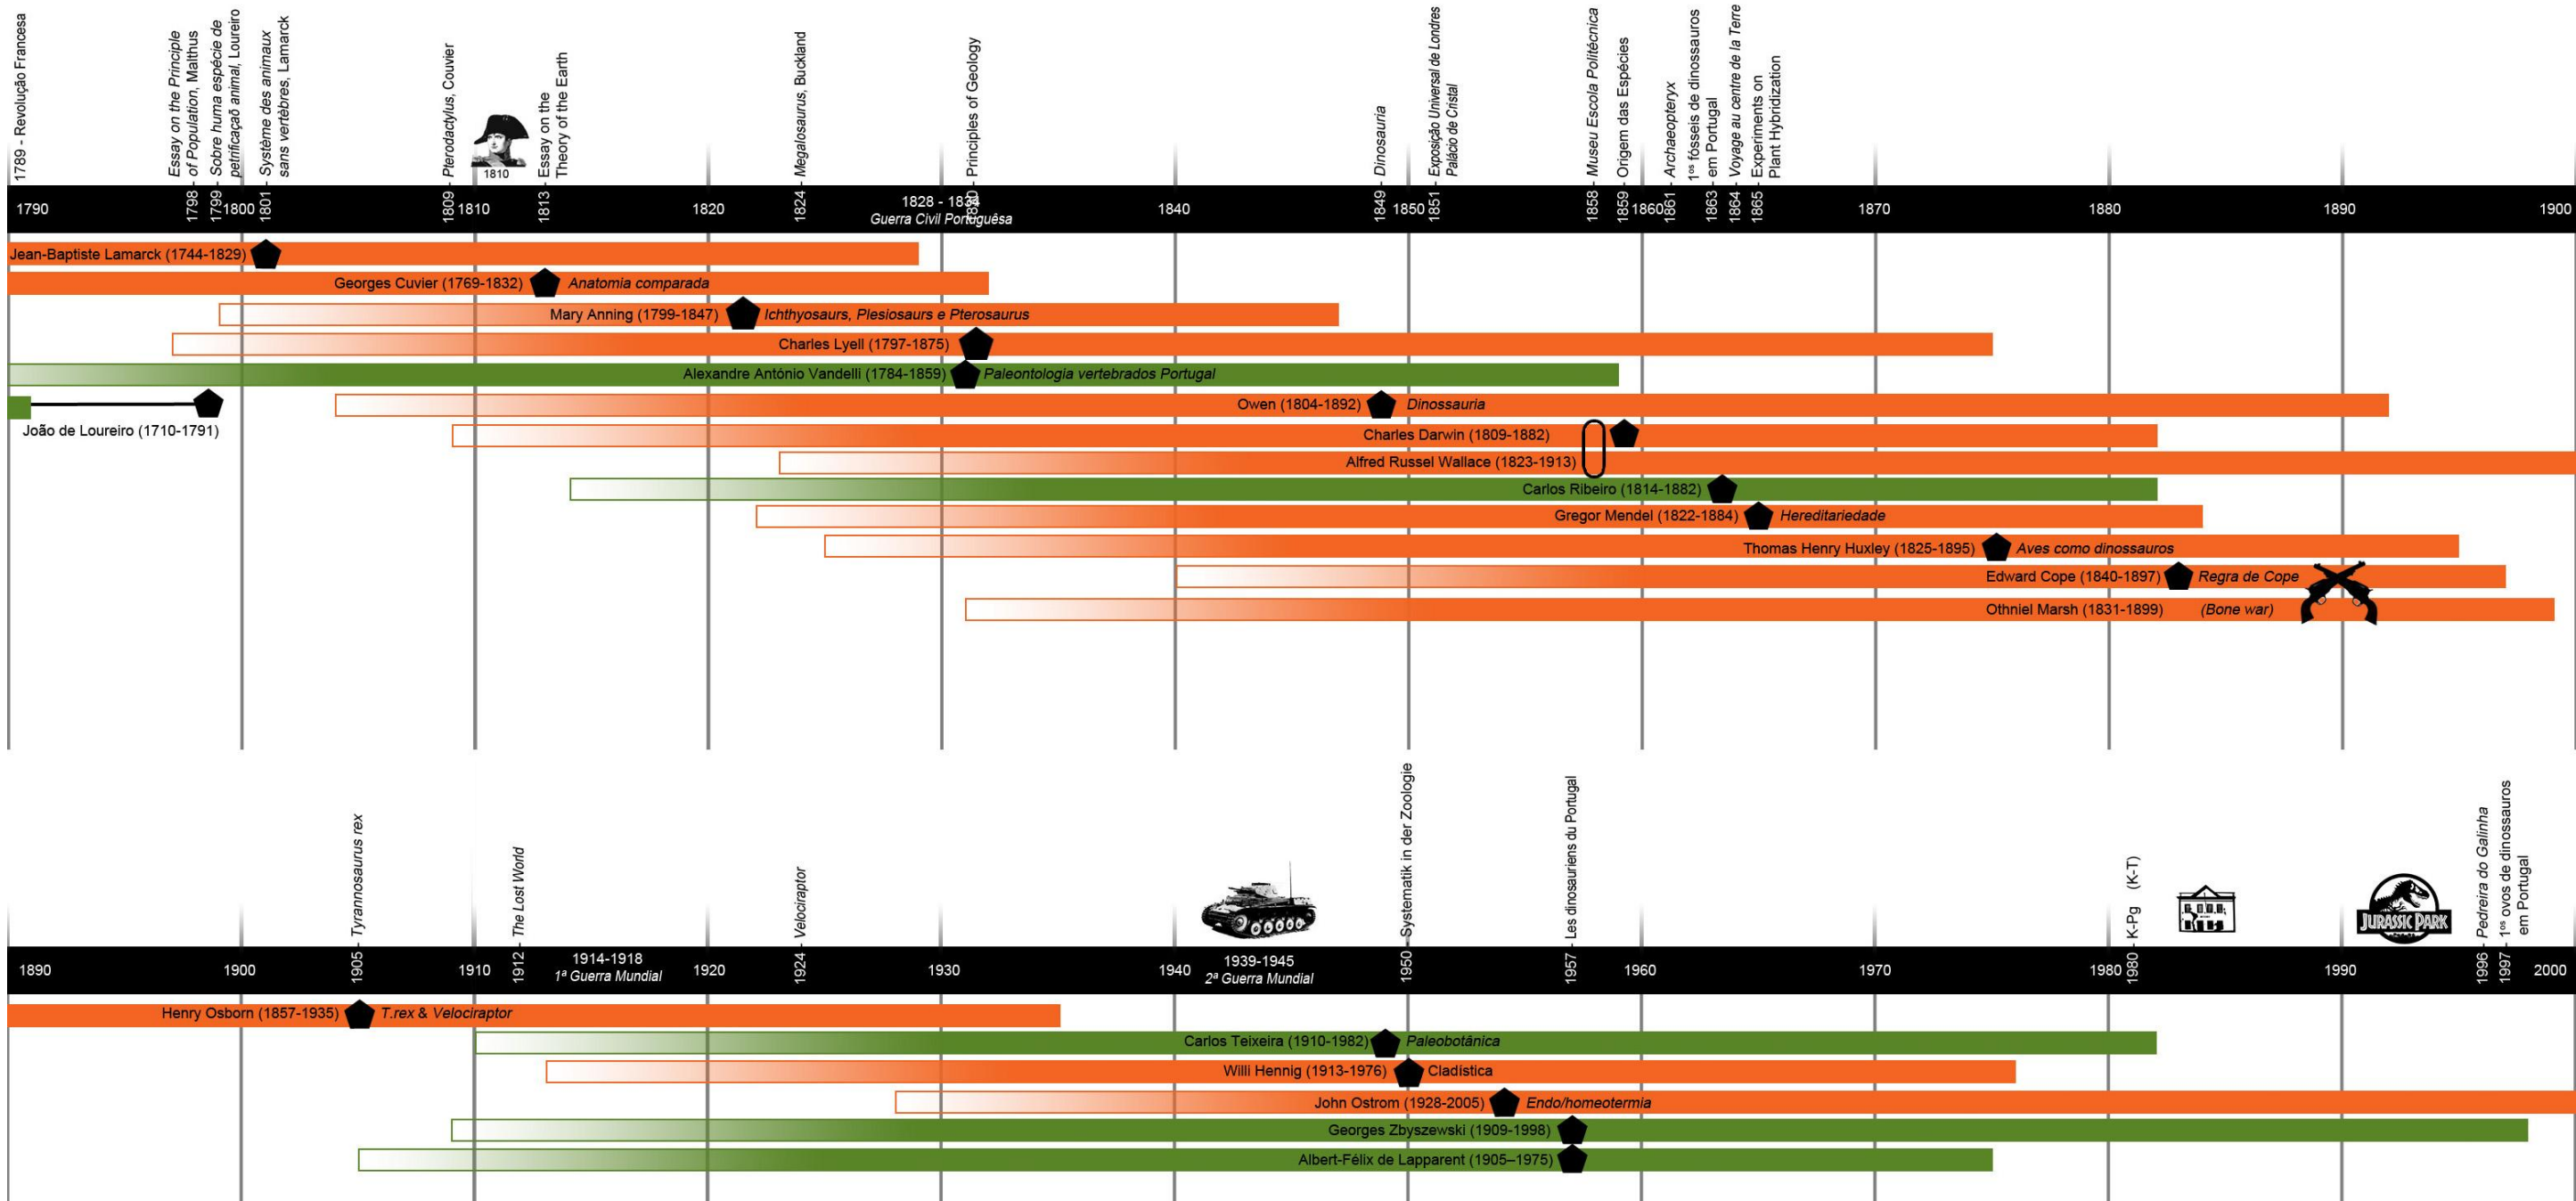 1789 - Revolução Francesa
Essay on the Principle
1798 - of Population, Malthus
1799 - Sobre huma espécie de
petrificaçaõ animal, Loureiro
1801 - Système des animaux
sans vertèbres, Lamarck
1809 - Pterodactylus, Couvier
1810
1813 - Essay on the
Theory of the Earth
1824 - Megalosaurus, Buckland
1830 - Principles of Geology
1849 - Dinosauria
1851 - Exposição Universal de Londres
Palácio de Cristal
1858 - Museu Escola Politécnica
1859 - Origem das Espécies
1861 - Archaeopteryx
1ºs fósseis de dinossauros
1863 - em Portugal
1864 - Voyage au centre de la Terre
1865 - Experiments on
Plant Hybridization
1790
1800
1810
1820
1828 - 1834
Guerra Civil Portuguêsa
1840
1850
1860
1870
1880
1890
1900
Jean-Baptiste Lamarck (1744-1829)
Georges Cuvier (1769-1832) Anatomia comparada
Mary Anning (1799-1847) Ichthyosaurs, Plesiosaurs e Pterosaurus
Charles Lyell (1797-1875)
Alexandre António Vandelli (1784-1859) Paleontologia vertebrados Portugal
Owen (1804-1892) Dinossauria
João de Loureiro (1710-1791)
Charles Darwin (1809-1882)
Alfred Russel Wallace (1823-1913)
Carlos Ribeiro (1814-1882)
Gregor Mendel (1822-1884) Hereditariedade
Thomas Henry Huxley (1825-1895) Aves como dinossauros
Edward Cope (1840-1897) Regra de Cope
Othniel Marsh (1831-1899) (Bone war)
1905 - Tyrannosaurus rex
1912 - The Lost World
1924 - Velociraptor
1950 - Systematik in der Zoologie
1957 - Les dinosauriens du Portugal
1980 - K-Pg (K-T)
JURASSIC PARK
1996 - Pedreira do Galinha
1997 - 1ºs ovos de dinossauros
em Portugal
1890
1900
1910
1914-1918
1ª Guerra Mundial
1920
1930
1940
1939-1945
2ª Guerra Mundial
1960
1970
1980
1990
2000
Henry Osborn (1857-1935) T.rex & Velociraptor
Carlos Teixeira (1910-1982) Paleobotânica
Willi Hennig (1913-1976) Cladística
John Ostrom (1928-2005) Endo/homeotermia
Georges Zbyszewski (1909-1998)
Albert-Félix de Lapparent (1905–1975)